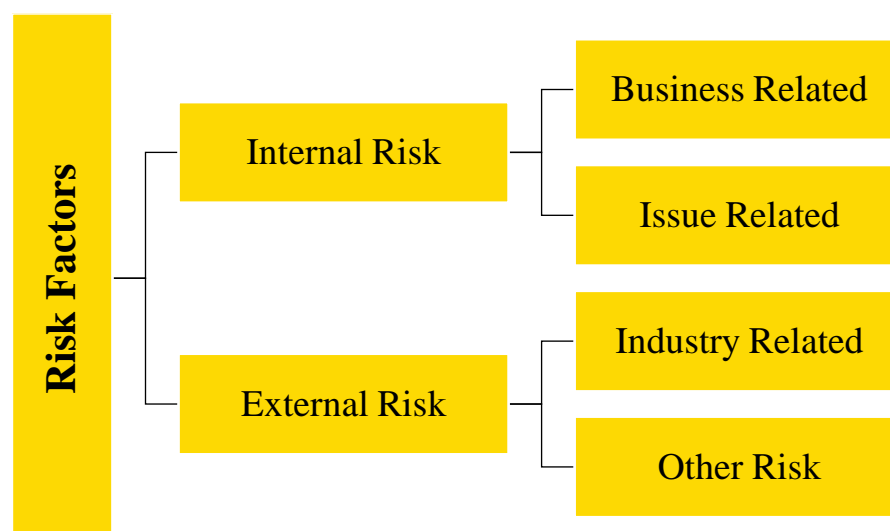 Risk Factors
Internal Risk
Business Related
Issue Related
External Risk
Industry Related
Other Risk